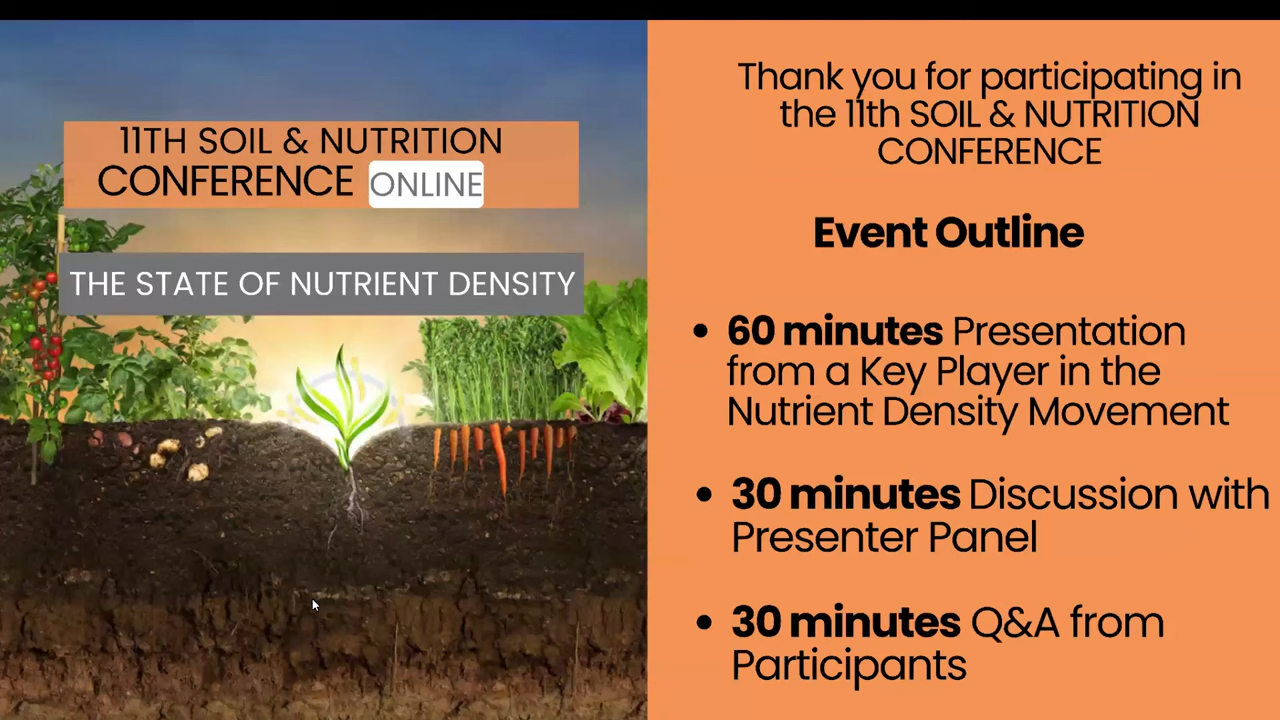 11TH SOIL & NUTRITION
CONFERENCE ONLINE
THE STATE OF NUTRIENT DENSITY
Thank you for participating in
the 11th SOIL & NUTRITION
CONFERENCE
Event Outline
• 60 minutes Presentation
from a Key Player in the
Nutrient Density Movement
• 30 minutes Discussion with
Presenter Panel
• 30 minutes Q&A from
Participants